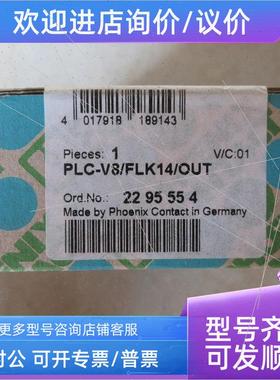 欢迎进店询价/议价
4 017918 189143
Pieces: 1
V/C:01
PLC-V8/FLK14/OUT
Ord.No.: 22 95 55 4
Made by Phoenix Contact in Germany
更多型号咨询店铺客服
对公 可开专票/普票
型号齐
可发顺